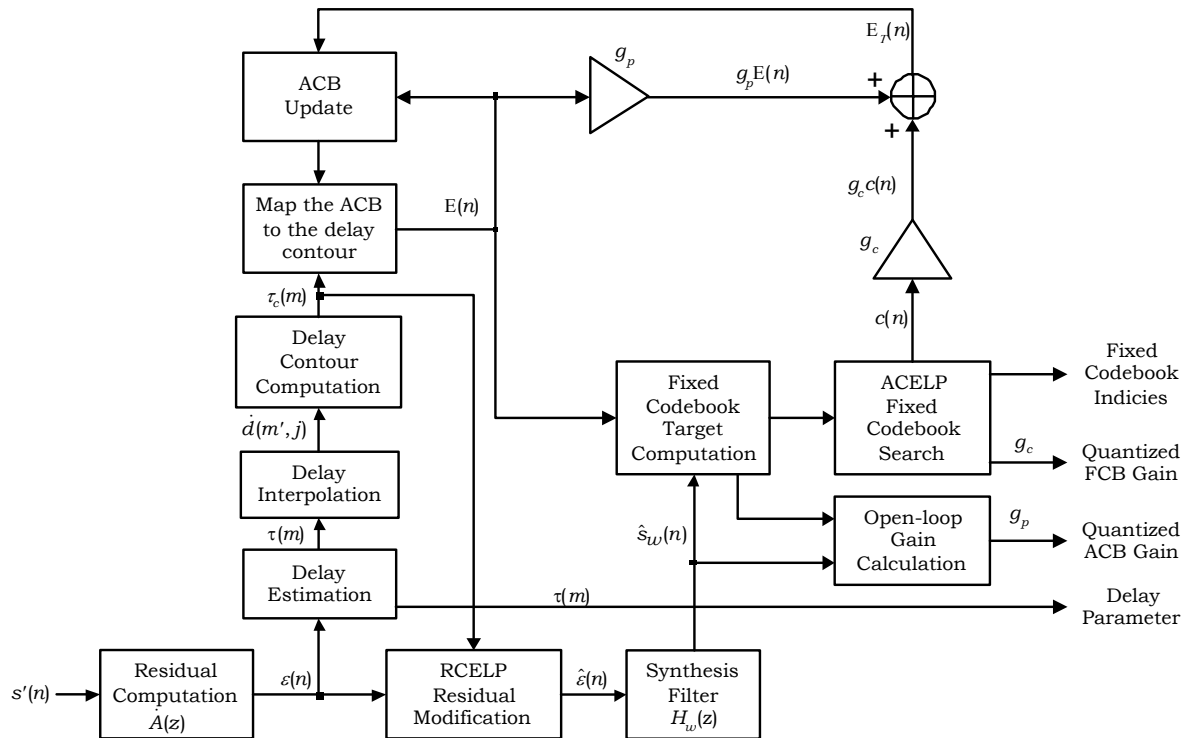 E_T(n)
g_p
ACB
Update
g_pE(n)
+
+
Map the ACB
to the delay
contour
E(n)
g_cc(n)
g_c
τ_c(m)
c(n)
Delay
Contour
Computation
Fixed
Codebook
Target
Computation
ACELP
Fixed
Codebook
Search
Fixed
Codebook
Indicies
ḋ(m′, j)
g_c
Quantized
FCB Gain
Delay
Interpolation
τ(m)
ŝ_w(n)
Open-loop
Gain
Calculation
g_p
Quantized
ACB Gain
Delay
Estimation
τ(m)
Delay
Parameter
s′(n)
Residual
Computation
Ȧ(z)
ε(n)
RCELP
Residual
Modification
ε̂(n)
Synthesis
Filter
H_w(z)